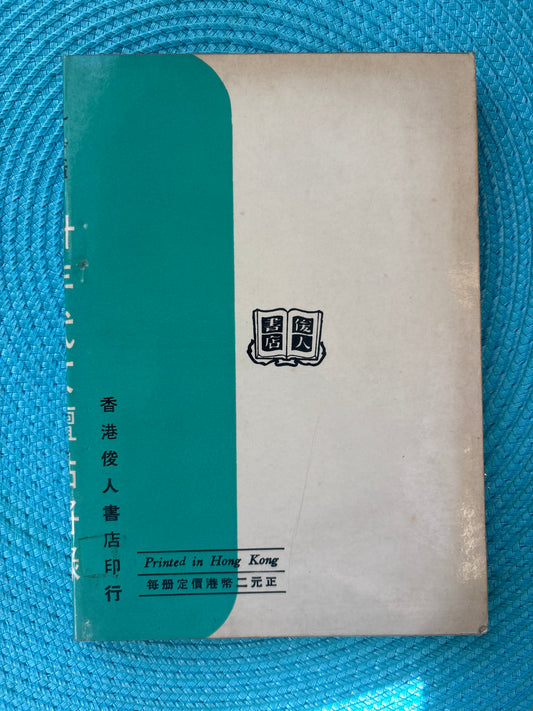 俊人
書店
香港俊人書店印行
Printed in Hong Kong
每册定價港幣二元正